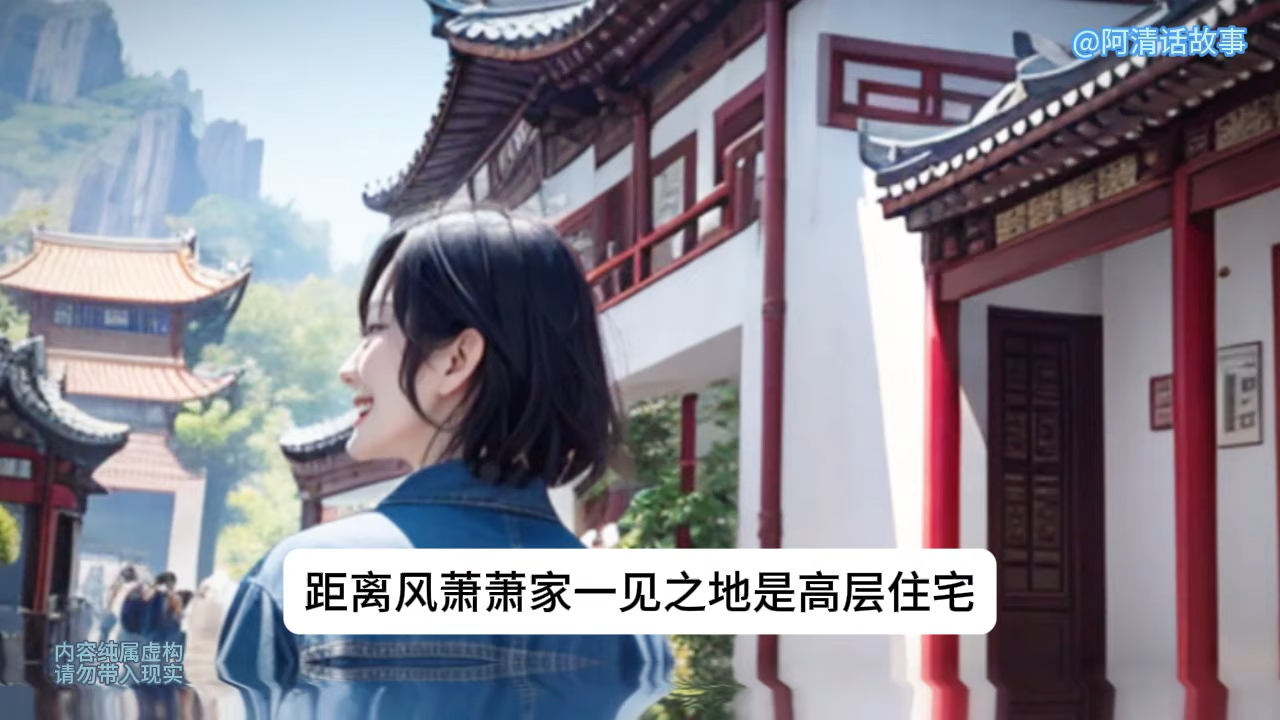 @阿清话故事
距离风萧萧家一见之地是高层住宅
内容纯属虚构
请勿带入现实